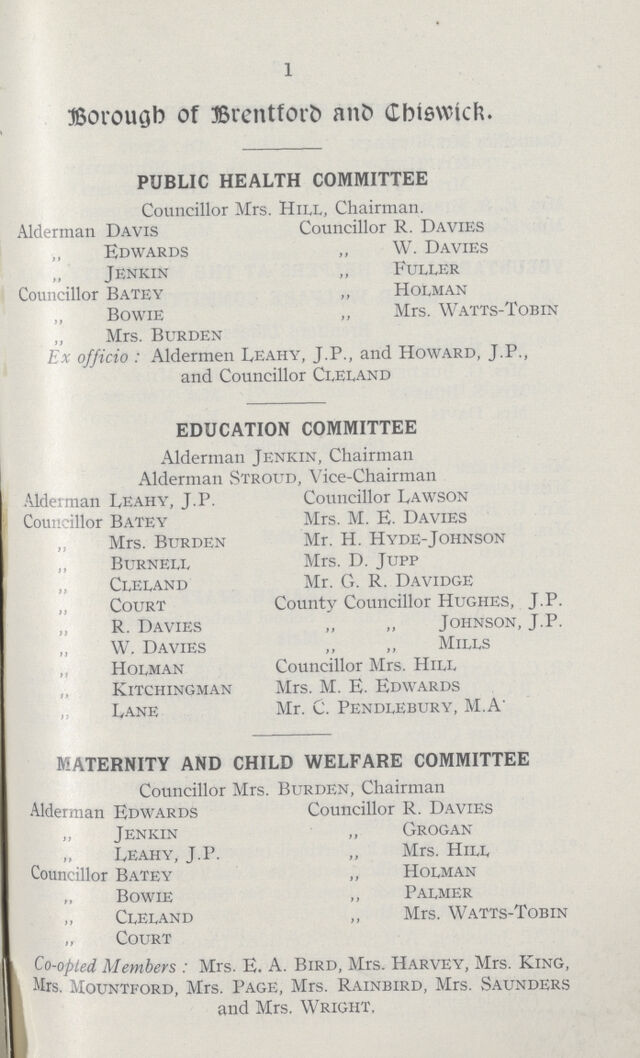 1
Borough of Brentford and Chiswick.
PUBLIC HEALTH COMMITTEE
Councillor Mrs. HILL, Chairman.
Alderman DAVIS Councillor R. DAVIES
,, EDWARDS ,, W. DAVIES
,, JENKIN ,, FULLER
Councillor BATEY ,, HOLMAN
,, BOWIE ,, Mrs. WATTS-TOBIN
,, Mrs. BURDEN
Ex officio : Aldermen LEAHY, J.P., and HOWARD, J.P.,
and Councillor CLELAND
EDUCATION COMMITTEE
Alderman JENKIN, Chairman
Alderman STROUD, Vice-Chairman
Alderman LEAHY, J.P. Councillor LAWSON
Councillor BATEY Mrs. M. E. DAVIES
,, Mrs. BURDEN Mr. H. HYDE-JOHNSON
,, BURNELL Mrs. D. JUPP
,, CLELAND Mr. G. R. DAVIDGE
,, COURT County Councillor HUGHES, J.P.
,, R. DAVIES ,, ,, JOHNSON, J.P.
,, W. DAVIES ,, ,, MILLS
,, HOLMAN Councillor Mrs. HILL
,, KITCHINGMAN Mrs. M. E. EDWARDS
,, LANE Mr. C. PENDLEBURY, M.A.
MATERNITY AND CHILD WELFARE COMMITTEE
Councillor Mrs. BURDEN, Chairman
Alderman EDWARDS Councillor R. DAVIES
,, JENKIN ,, GROGAN
,, LEAHY, J.P. ,, Mrs. HILL
Councillor BATEY ,, HOLMAN
,, BOWIE ,, PALMER
,, CLELAND ,, Mrs. WATTS-TOBIN
,, COURT
Co-opted Members : Mrs. E. A. BIRD, Mrs. HARVEY, Mrs. KING,
Mrs. MOUNTFORD, Mrs. PAGE, Mrs. RAINBIRD, Mrs. SAUNDERS
and Mrs. WRIGHT.